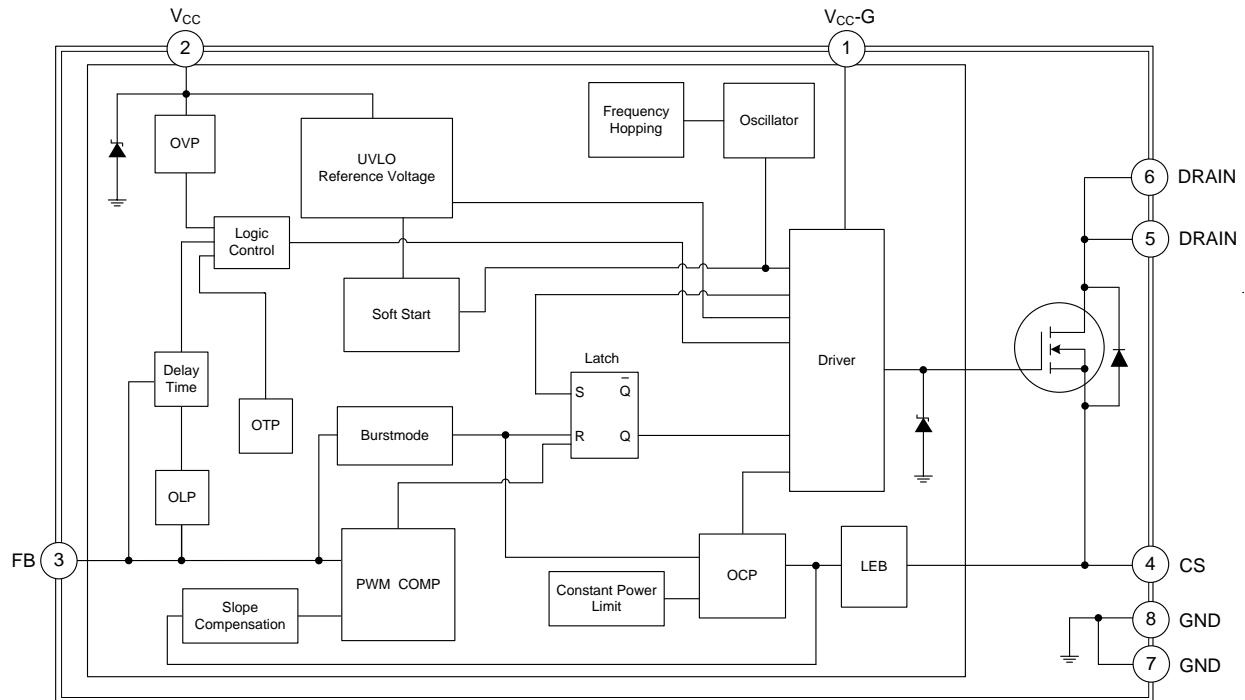 VCC
VCC-G
2
1
Frequency
Hopping
Oscillator
OVP
UVLO
Reference Voltage
6
DRAIN
Logic
Control
5
DRAIN
Soft Start
Driver
Latch
Delay
Time
S
Q̅
OTP
Burstmode
R
Q
OLP
FB
3
PWM COMP
OCP
LEB
4
CS
Constant Power
Limit
Slope
Compensation
8
GND
7
GND